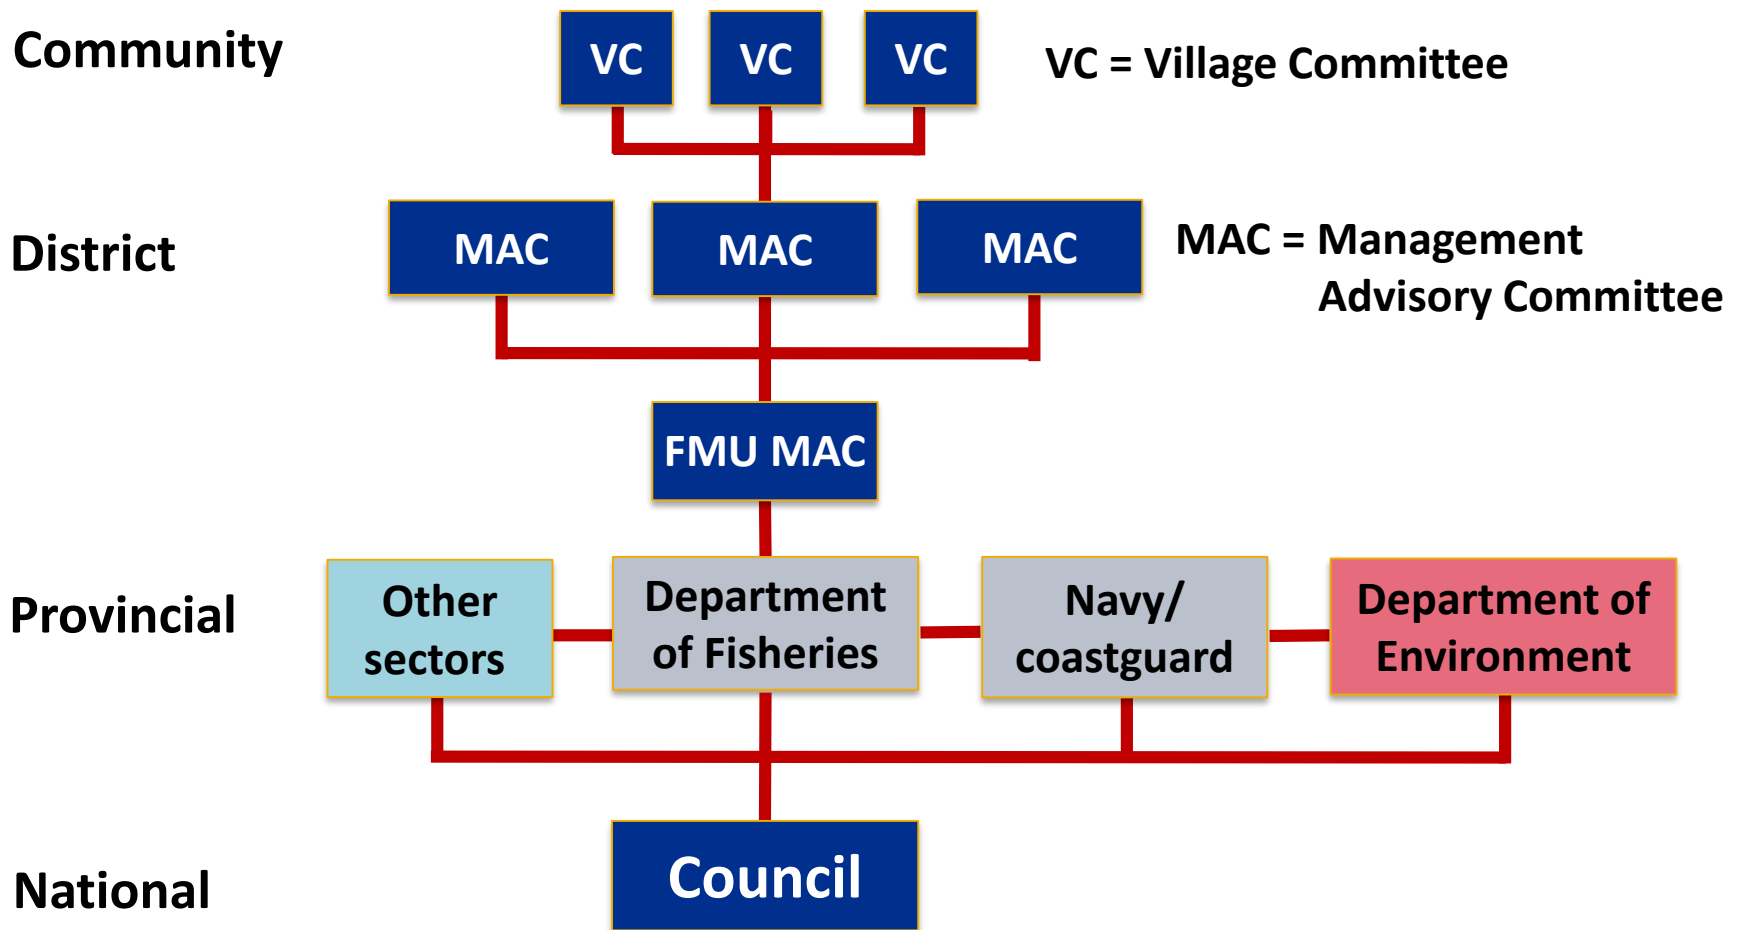 Community
VC
VC
VC
VC = Village Committee
District
MAC
MAC
MAC
MAC = Management
Advisory Committee
FMU MAC
Provincial
Other
sectors
Department
of Fisheries
Navy/
coastguard
Department of
Environment
National
Council